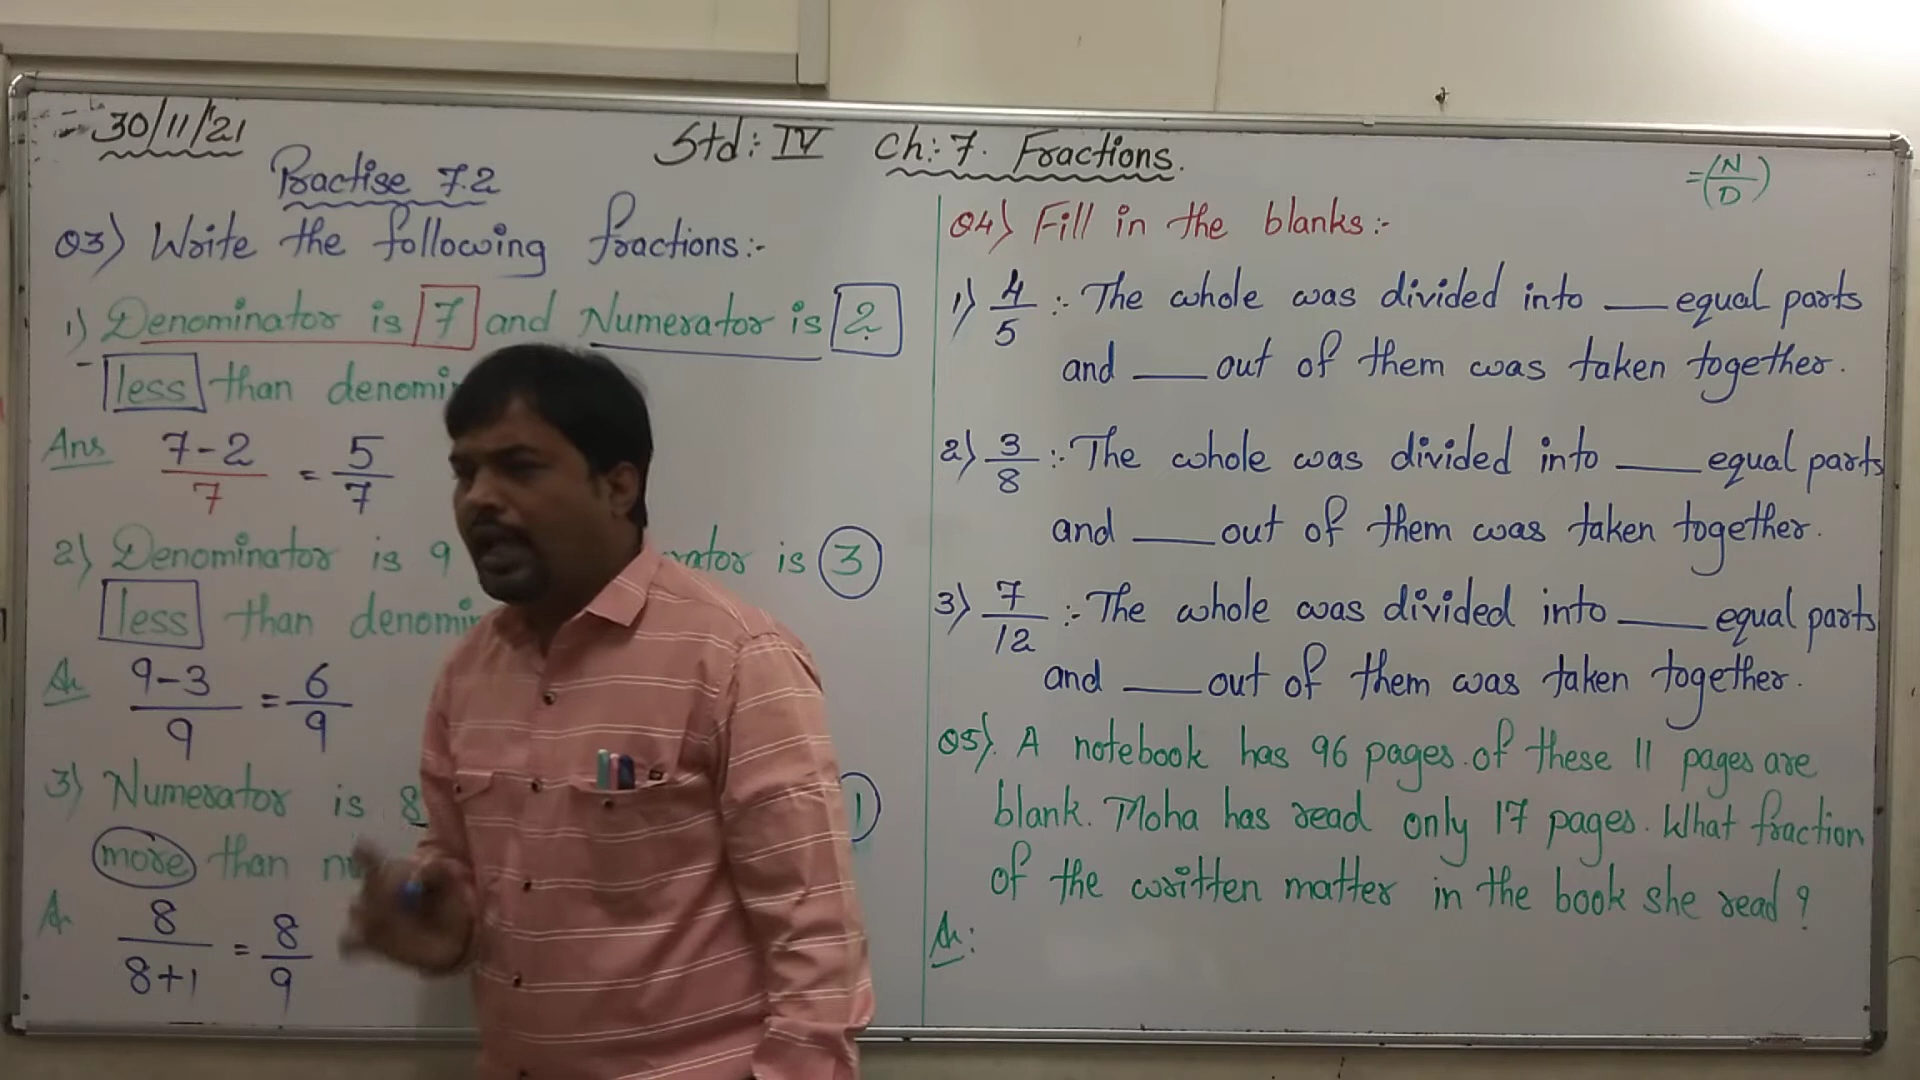 30/11/21
Std:- IV Ch:- 7. Fractions.
= (N/D)
Practise 7.2
Q3) Write the following fractions:-
1) Denominator is 7 and Numerator is 2
less than
Ans 7-2/7 = 5/7
2) Denominator is 9 is 3
less than
A 9-3/9 = 6/9
3) Numerator is 8 1
more than
A 8/8+1 = 8/9
Q4) Fill in the blanks:-
1) 4/5 :- The whole was divided into ___ equal parts
and ___ out of them was taken together.
2) 3/8 :- The whole was divided into ___ equal parts
and ___ out of them was taken together.
3) 7/12 :- The whole was divided into ___ equal parts
and ___ out of them was taken together.
Q5). A notebook has 96 pages. of these 11 pages are
blank. Moha has read only 17 pages. What fraction
of the written matter in the book she read ?
A: